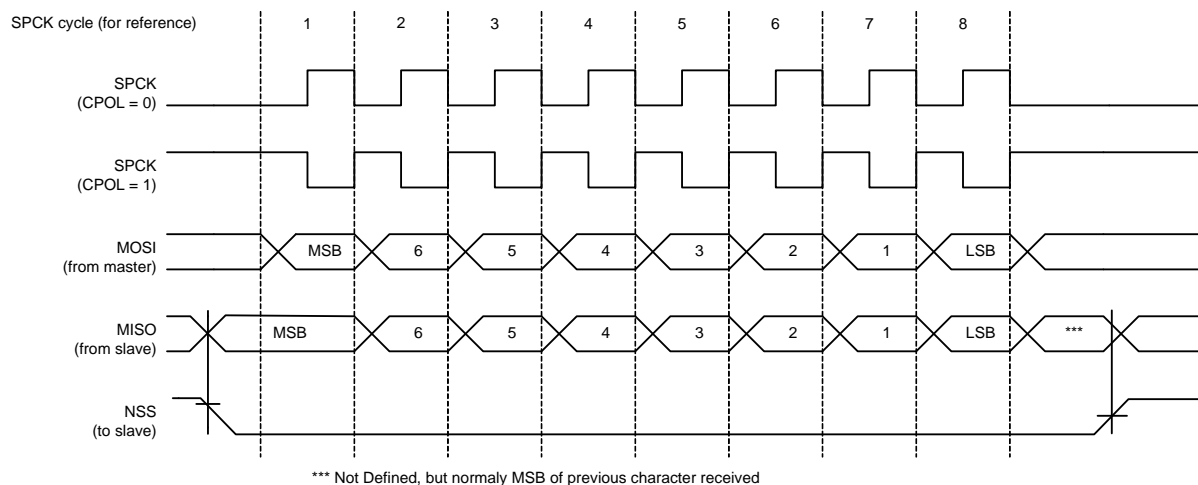 SPCK cycle (for reference) 1 2 3 4 5 6 7 8
SPCK
(CPOL = 0)
SPCK
(CPOL = 1)
MOSI
(from master)
MSB 6 5 4 3 2 1 LSB
MISO
(from slave)
MSB 6 5 4 3 2 1 LSB ***
NSS
(to slave)
*** Not Defined, but normaly MSB of previous character received